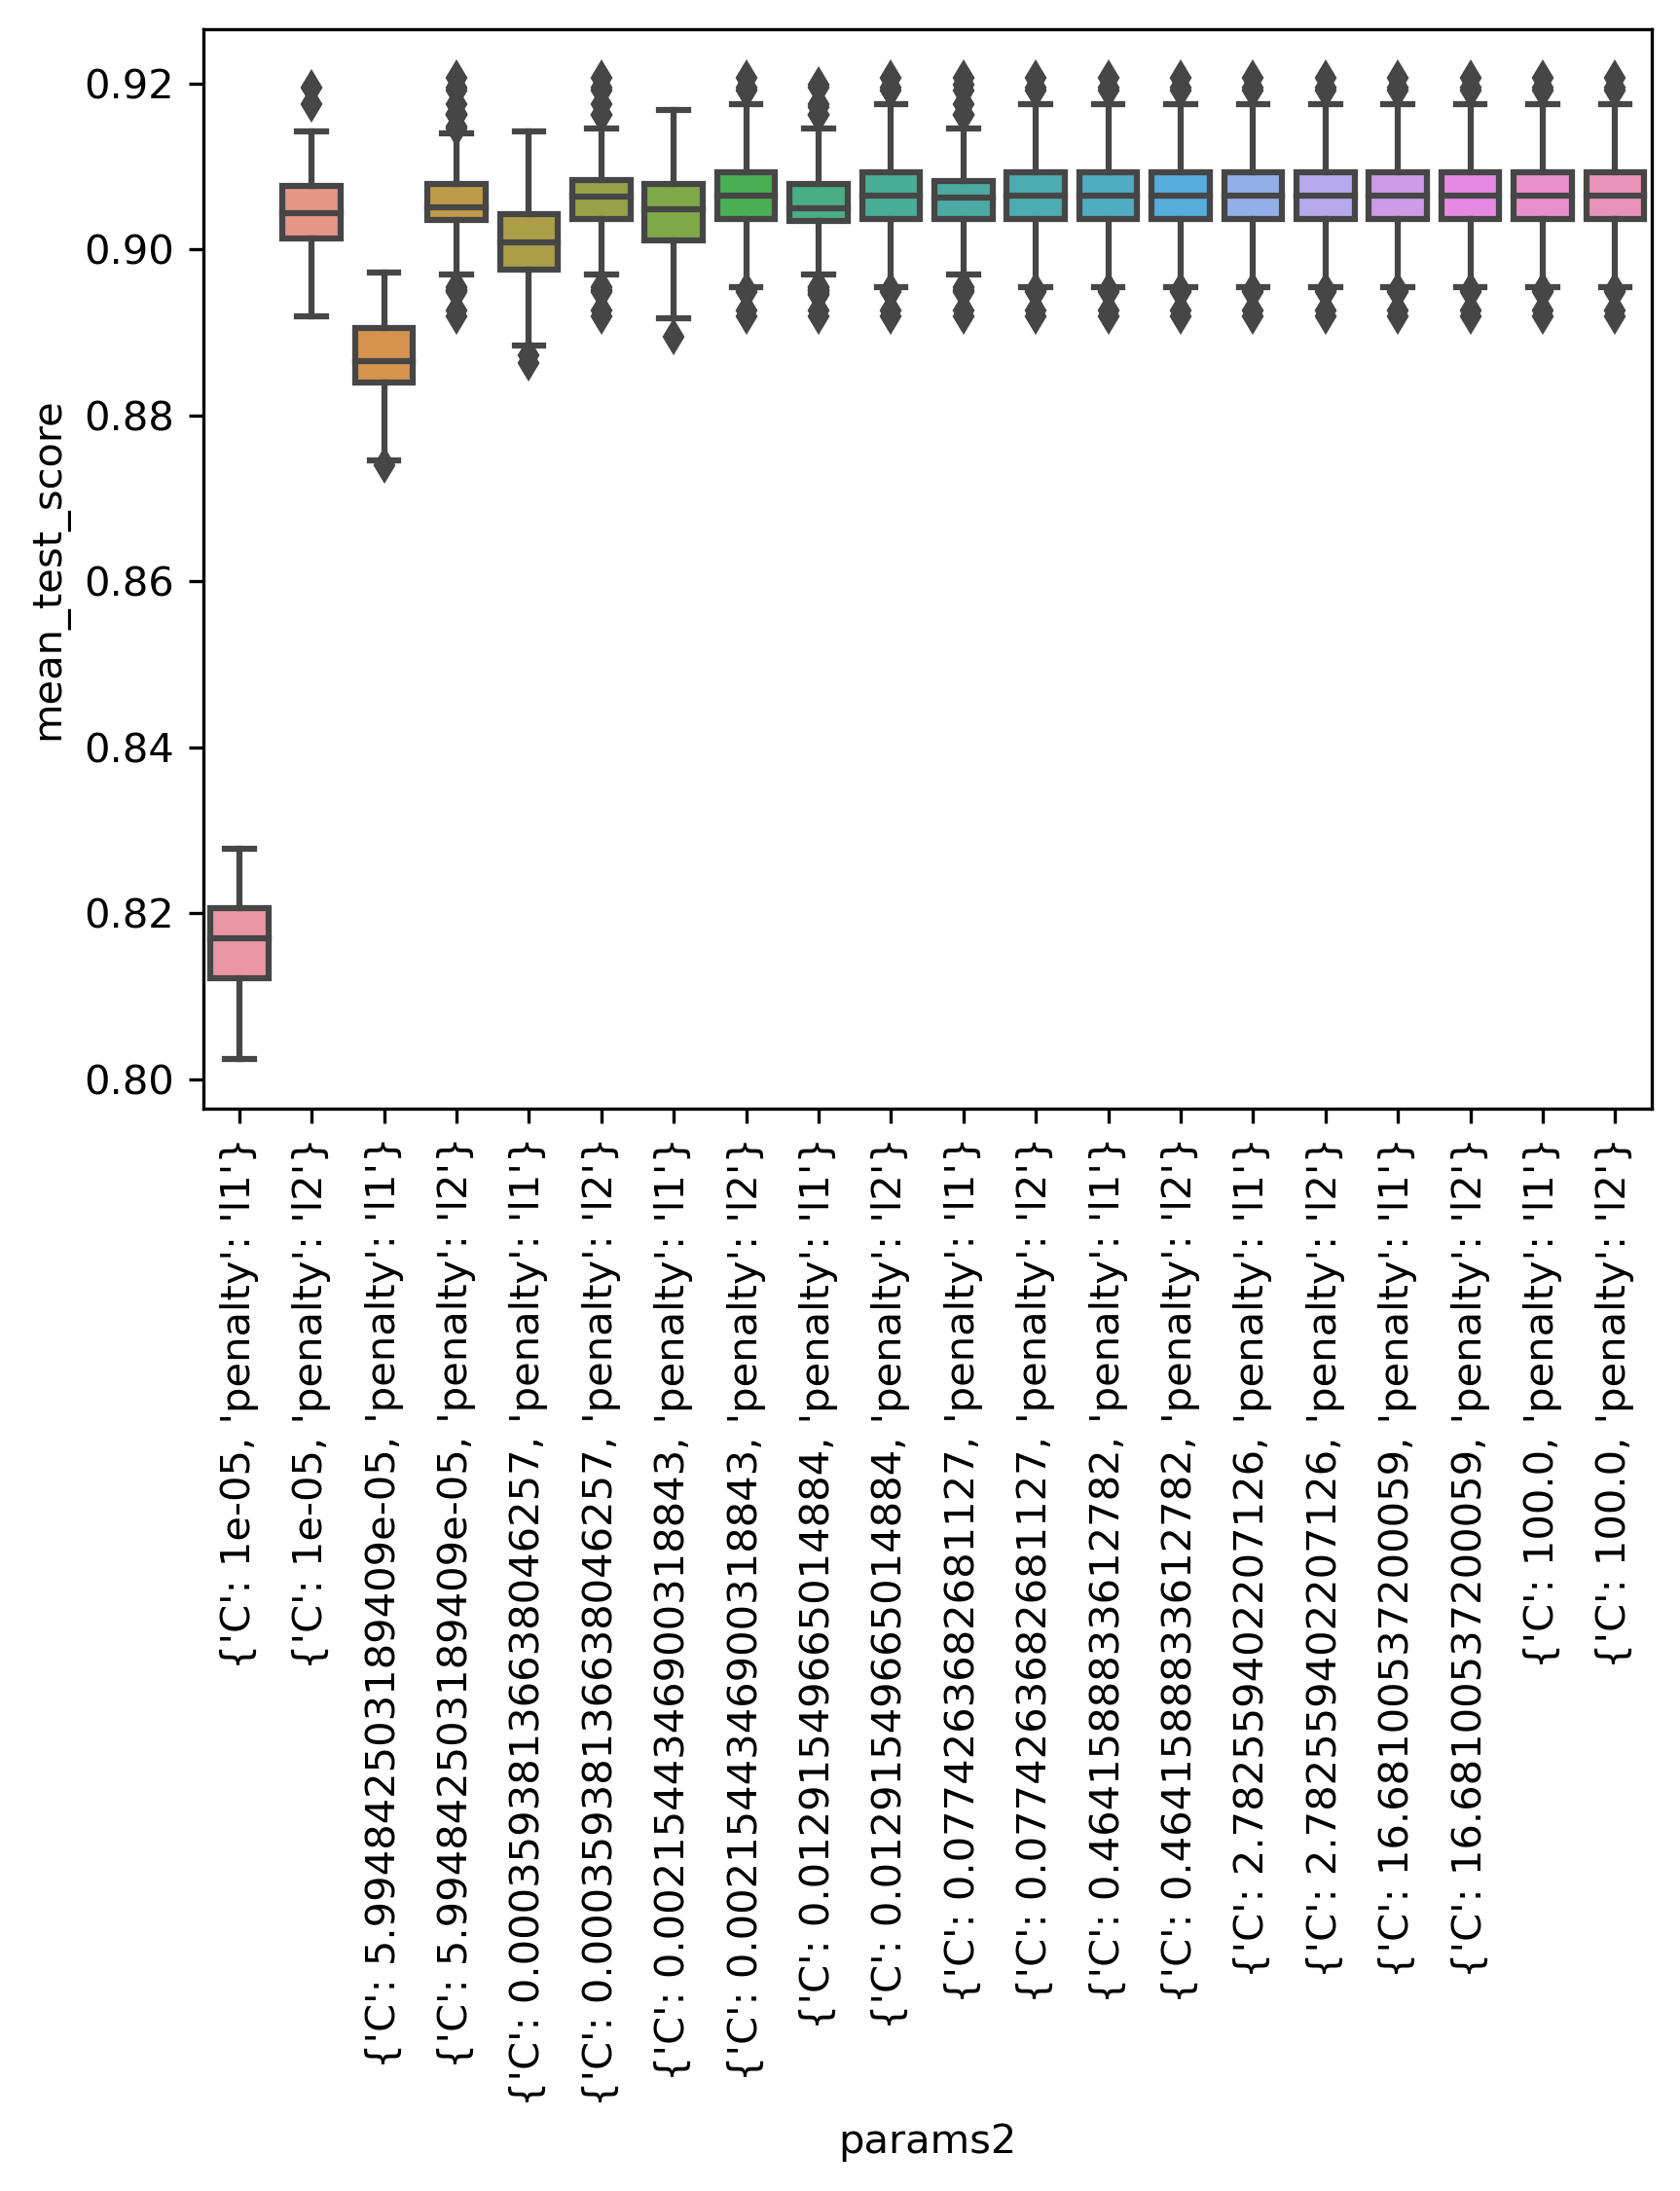 0.92
0.90
0.88
0.86
0.84
0.82
0.80
mean_test_score
{'C': 1e-05, 'penalty': 'l1'}
{'C': 1e-05, 'penalty': 'l2'}
{'C': 5.994842503189409e-05, 'penalty': 'l1'}
{'C': 5.994842503189409e-05, 'penalty': 'l2'}
{'C': 0.00035938136638046257, 'penalty': 'l1'}
{'C': 0.00035938136638046257, 'penalty': 'l2'}
{'C': 0.0021544346900318843, 'penalty': 'l1'}
{'C': 0.0021544346900318843, 'penalty': 'l2'}
{'C': 0.01291549665014884, 'penalty': 'l1'}
{'C': 0.01291549665014884, 'penalty': 'l2'}
{'C': 0.0774263682681127, 'penalty': 'l1'}
{'C': 0.0774263682681127, 'penalty': 'l2'}
{'C': 0.4641588833612782, 'penalty': 'l1'}
{'C': 0.4641588833612782, 'penalty': 'l2'}
{'C': 2.782559402207126, 'penalty': 'l1'}
{'C': 2.782559402207126, 'penalty': 'l2'}
{'C': 16.68100537200059, 'penalty': 'l1'}
{'C': 16.68100537200059, 'penalty': 'l2'}
{'C': 100.0, 'penalty': 'l1'}
{'C': 100.0, 'penalty': 'l2'}
params2